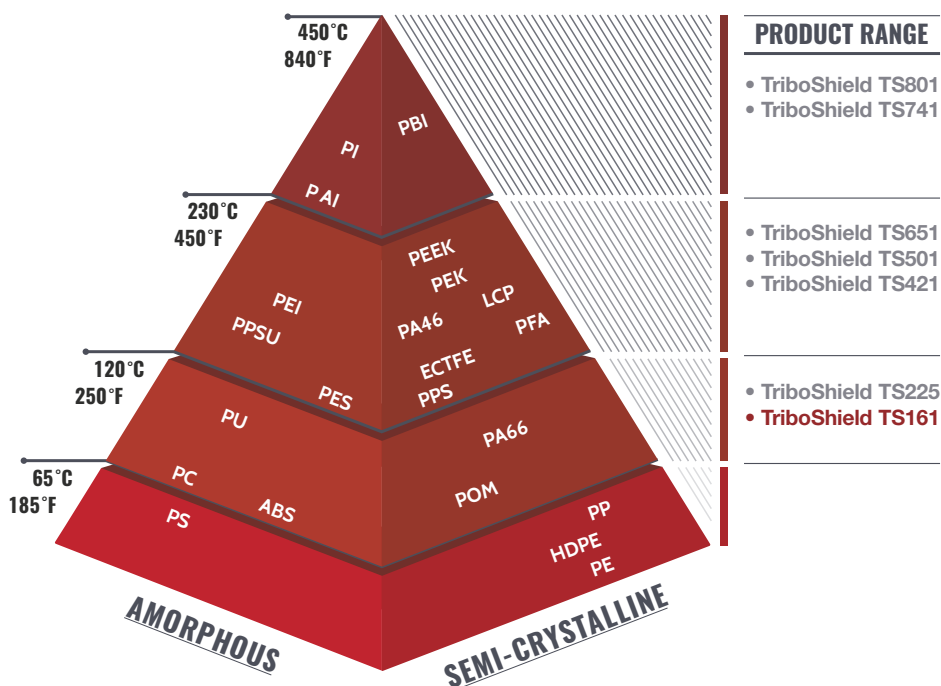 450°C
840°F
PRODUCT RANGE
• TriboShield TS801
• TriboShield TS741
PBI
PI
P AI
230°C
450°F
• TriboShield TS651
• TriboShield TS501
• TriboShield TS421
PEEK
PEK
LCP
PEI
PA46
PFA
PPSU
ECTFE
PPS
PES
120°C
250°F
• TriboShield TS225
• TriboShield TS161
PU
PA66
PC
POM
ABS
65°C
185°F
PS
PP
HDPE
PE
AMORPHOUS
SEMI-CRYSTALLINE